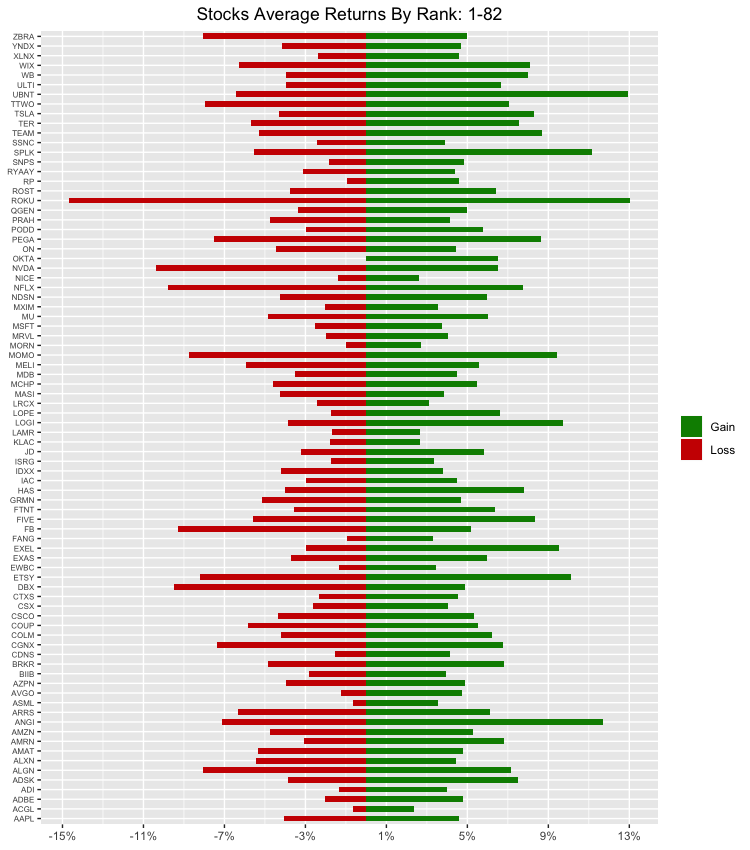 Stocks Average Returns By Rank: 1-82
ZBRA
YNDX
XLNX
WIX
WB
ULTI
UBNT
TTWO
TSLA
TER
TEAM
SSNC
SPLK
SNPS
RYAAY
RP
ROST
ROKU
QGEN
PRAH
PODD
PEGA
ON
OKTA
NVDA
NICE
NFLX
NDSN
MXIM
MU
MSFT
MRVL
MORN
MOMO
MELI
MDB
MCHP
MASI
LRCX
LOPE
LOGI
LAMR
KLAC
JD
ISRG
IDXX
IAC
HAS
GRMN
FTNT
FIVE
FB
FANG
EXEL
EXAS
EWBC
ETSY
DBX
CTXS
CSX
CSCO
COUP
COLM
CGNX
CDNS
BRKR
BIIB
AZPN
AVGO
ASML
ARRS
ANGI
AMZN
AMRN
AMAT
ALXN
ALGN
ADSK
ADI
ADBE
ACGL
AAPL
-15% -11% -7% -3% 1% 5% 9% 13%
Gain
Loss